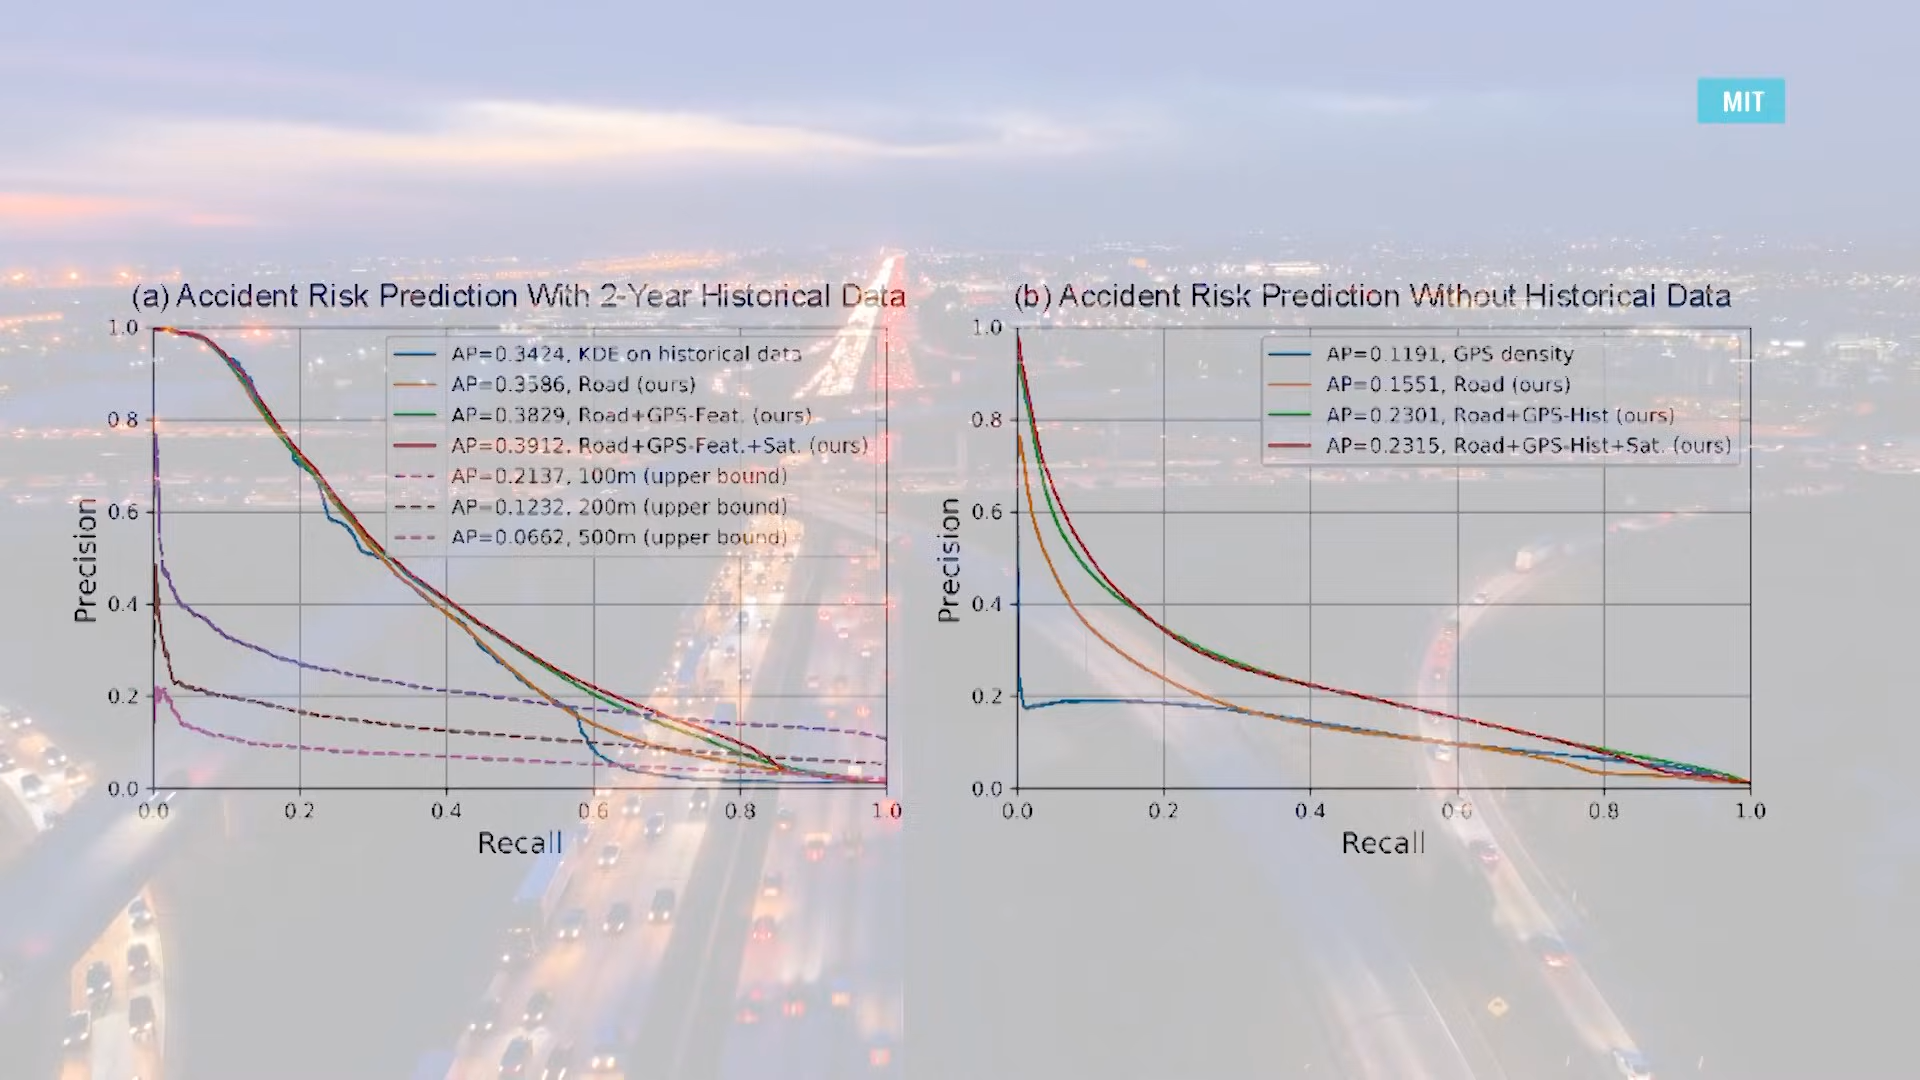 MIT
(a) Accident Risk Prediction With 2-Year Historical Data
1.0
0.8
0.6
0.4
0.2
0.0
Precision
AP=0.3424, KDE on historical data
AP=0.3586, Road (ours)
AP=0.3829, Road+GPS-Feat. (ours)
AP=0.3912, Road+GPS-Feat.+Sat. (ours)
AP=0.2137, 100m (upper bound)
AP=0.1232, 200m (upper bound)
AP=0.0662, 500m (upper bound)
0.0 0.2 0.4 0.6 0.8 1.0
Recall
(b) Accident Risk Prediction Without Historical Data
1.0
0.8
0.6
0.4
0.2
0.0
Precision
AP=0.1191, GPS density
AP=0.1551, Road (ours)
AP=0.2301, Road+GPS-Hist (ours)
AP=0.2315, Road+GPS-Hist+Sat. (ours)
0.0 0.2 0.4 0.6 0.8 1.0
Recall